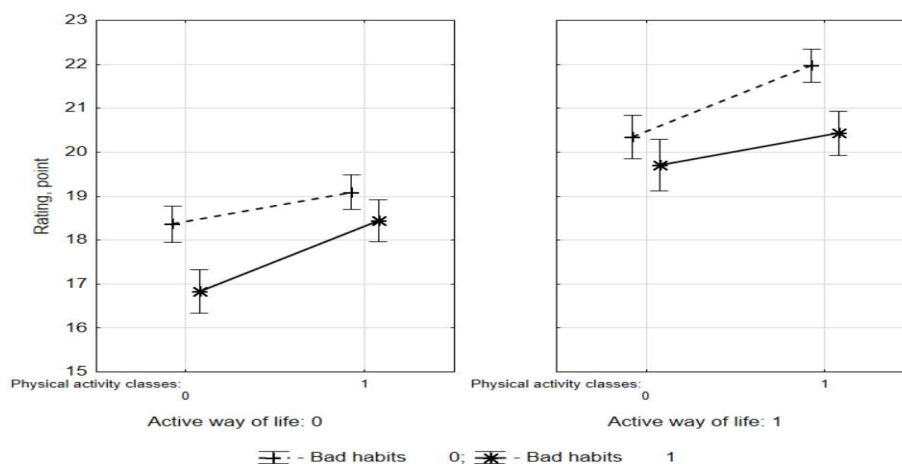 23
22
21
20
19
18
17
16
15
Rating, point
Physical activity classes:
0 1
Active way of life: 0
Physical activity classes:
0 1
Active way of life: 1
- Bad habits 0; - Bad habits 1